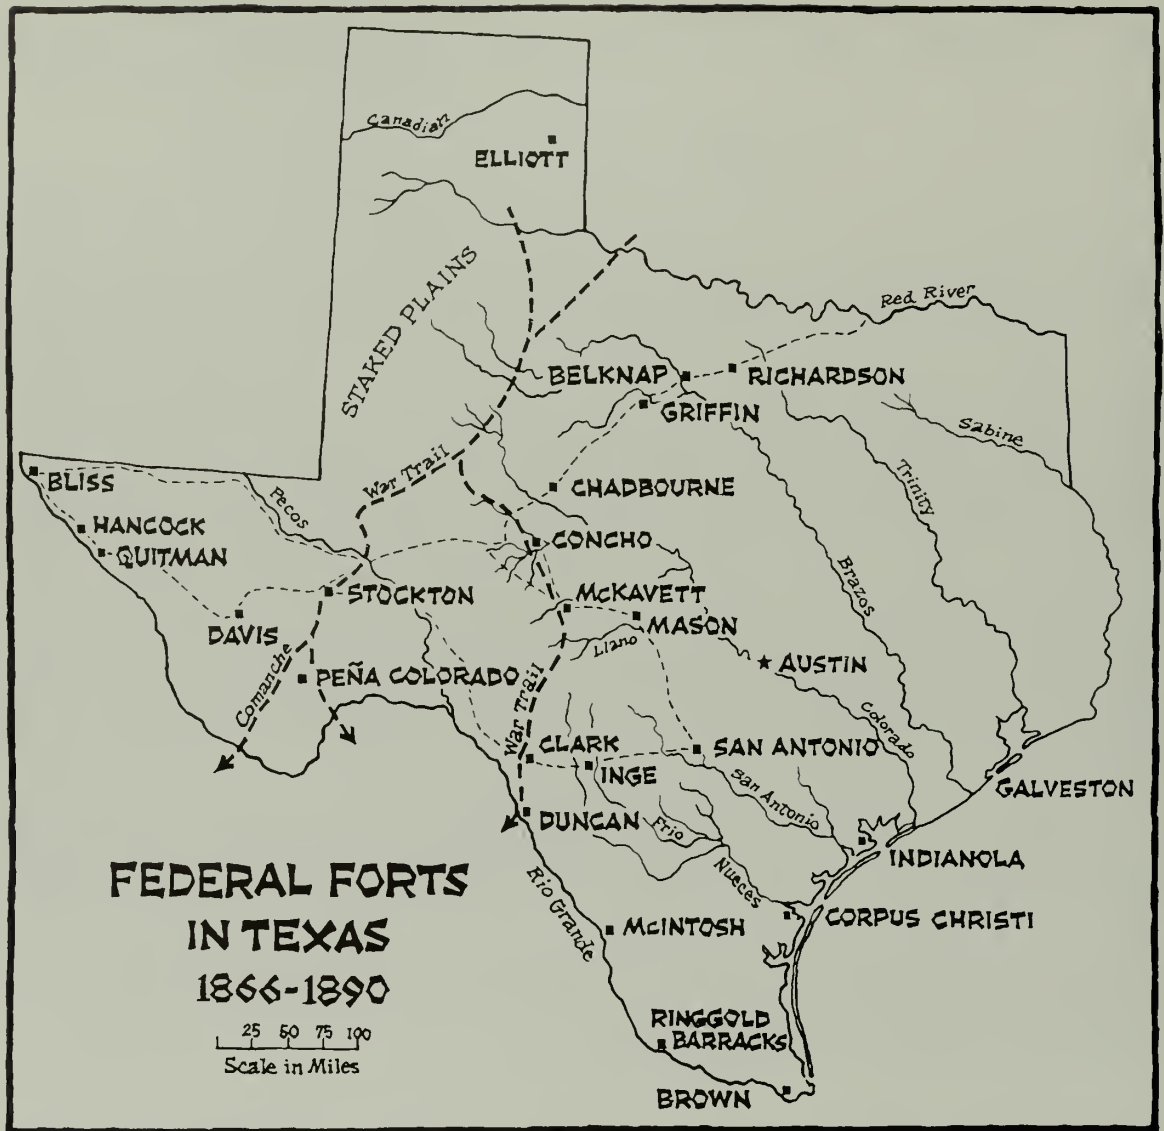 Canadian
ELLIOTT
STAKED PLAINS
Red River
BELKNAP
RICHARDSON
GRIFFIN
Sabine
War Trail
BLISS
Pecos
CHADBOURNE
Trinity
HANCOCK
QUITMAN
CONCHO
Brazos
STOCKTON
McKAVETT
MASON
DAVIS
Llano
AUSTIN
Comanche
PEÑA COLORADO
War Trail
Colorado
CLARK
SAN ANTONIO
INGE
San Antonio
GALVESTON
DUNCAN
Frio
INDIANOLA
Nueces
Rio Grande
CORPUS CHRISTI
McINTOSH
FEDERAL FORTS
IN TEXAS
1866-1890
25 50 75 100
Scale in Miles
RINGGOLD
BARRACKS
BROWN